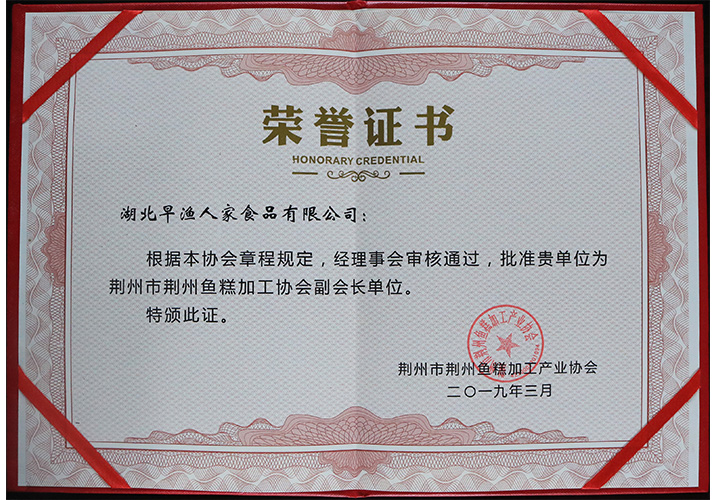 荣誉证书
HONORARY CREDENTIAL
湖北旱渔人家食品有限公司：
根据本协会章程规定，经理事会审核通过，批准贵单位为
荆州市荆州鱼糕加工协会副会长单位。
特颁此证。
荆州市荆州鱼糕加工产业协会
二〇一九年三月